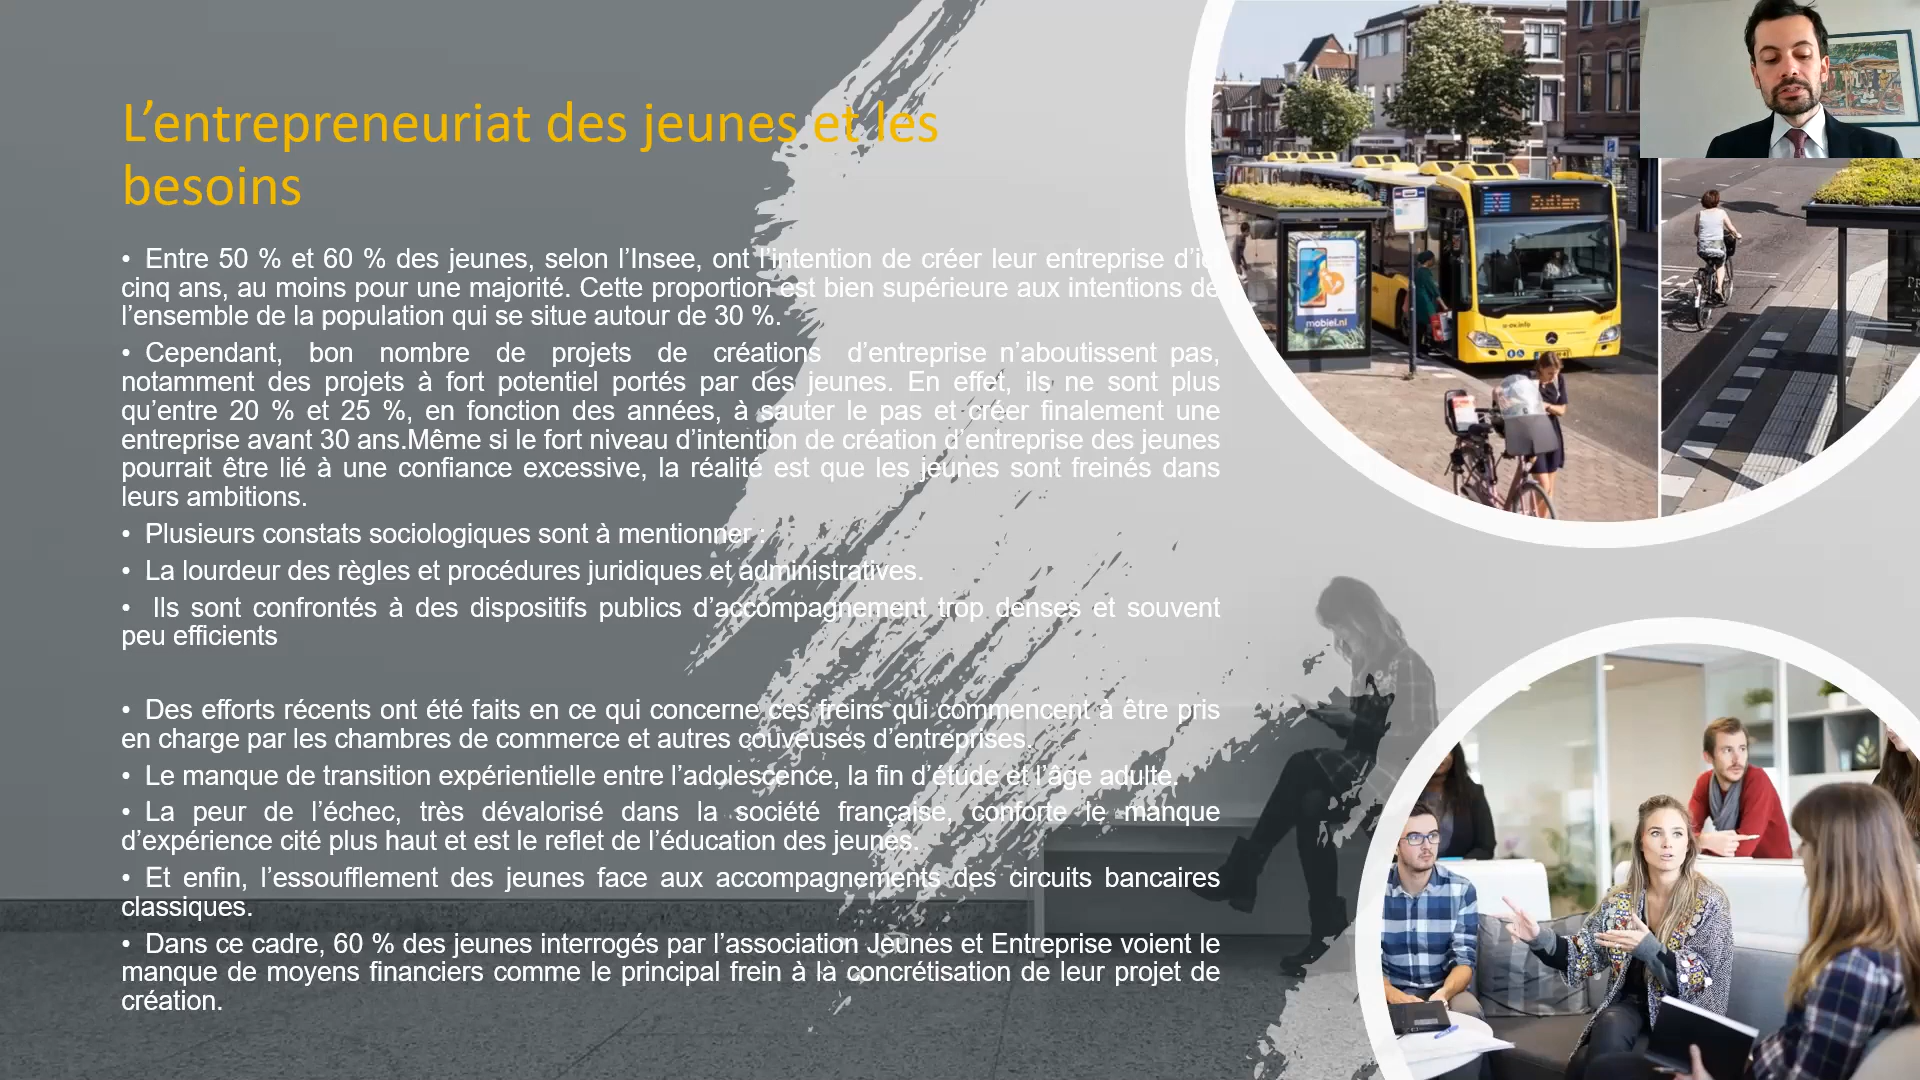 L’entrepreneuriat des jeunes et les
besoins
• Entre 50 % et 60 % des jeunes, selon l’Insee, ont l’intention de créer leur entreprise d’ici
cinq ans, au moins pour une majorité. Cette proportion est bien supérieure aux intentions de
l’ensemble de la population qui se situe autour de 30 %.
• Cependant, bon nombre de projets de créations d’entreprise n’aboutissent pas,
notamment des projets à fort potentiel portés par des jeunes. En effet, ils ne sont plus
qu’entre 20 % et 25 %, en fonction des années, à sauter le pas et créer finalement une
entreprise avant 30 ans.Même si le fort niveau d’intention de création d’entreprise des jeunes
pourrait être lié à une confiance excessive, la réalité est que les jeunes sont freinés dans
leurs ambitions.
• Plusieurs constats sociologiques sont à mentionner :
• La lourdeur des règles et procédures juridiques et administratives.
• Ils sont confrontés à des dispositifs publics d’accompagnement trop denses et souvent
peu efficients
• Des efforts récents ont été faits en ce qui concerne ces freins qui commencent à être pris
en charge par les chambres de commerce et autres couveuses d’entreprises.
• Le manque de transition expérientielle entre l’adolescence, la fin d’étude et l’âge adulte.
• La peur de l’échec, très dévalorisé dans la société française, conforte le manque
d’expérience cité plus haut et est le reflet de l’éducation des jeunes.
• Et enfin, l’essoufflement des jeunes face aux accompagnements des circuits bancaires
classiques.
• Dans ce cadre, 60 % des jeunes interrogés par l’association Jeunes et Entreprise voient le
manque de moyens financiers comme le principal frein à la concrétisation de leur projet de
création.
Zuilen
mobiel.nl
u-ov.info